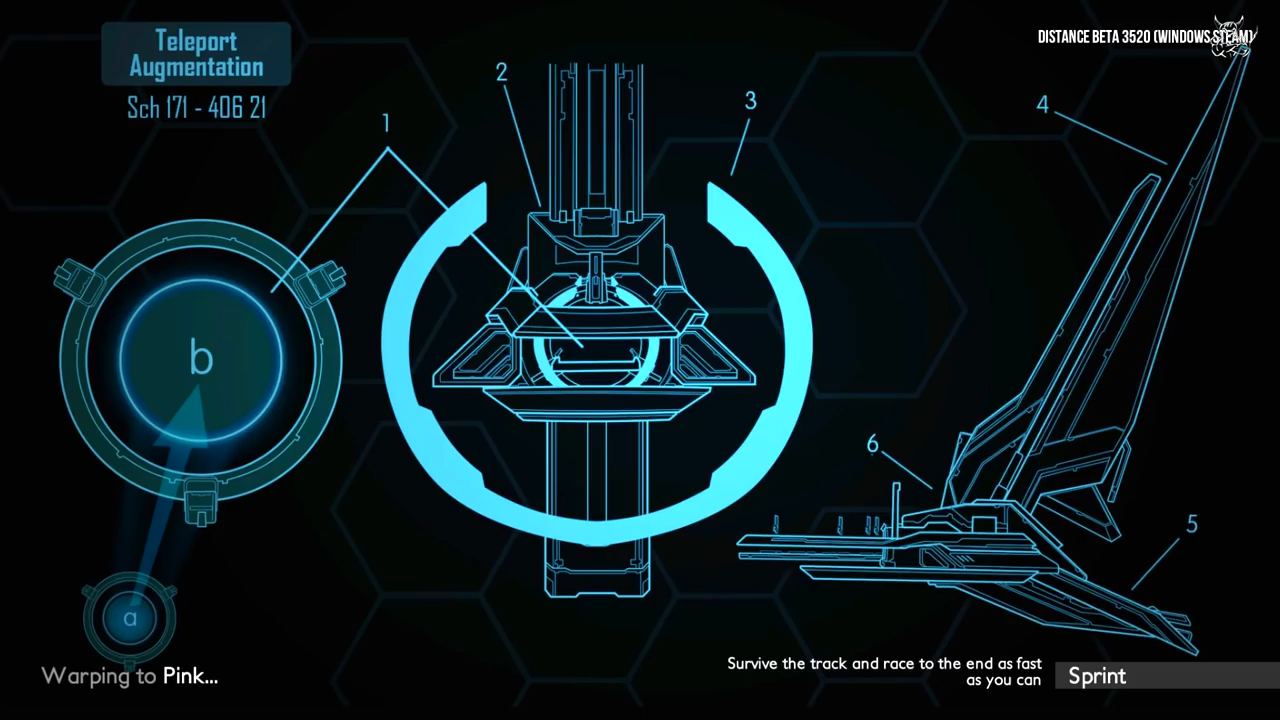 Teleport
Augmentation
Sch 171 - 406 21
DISTANCE BETA 3520 (WINDOWS STEAM)
1
2
3
4
b
6
5
a
Warping to Pink...
Survive the track and race to the end as fast
as you can
Sprint